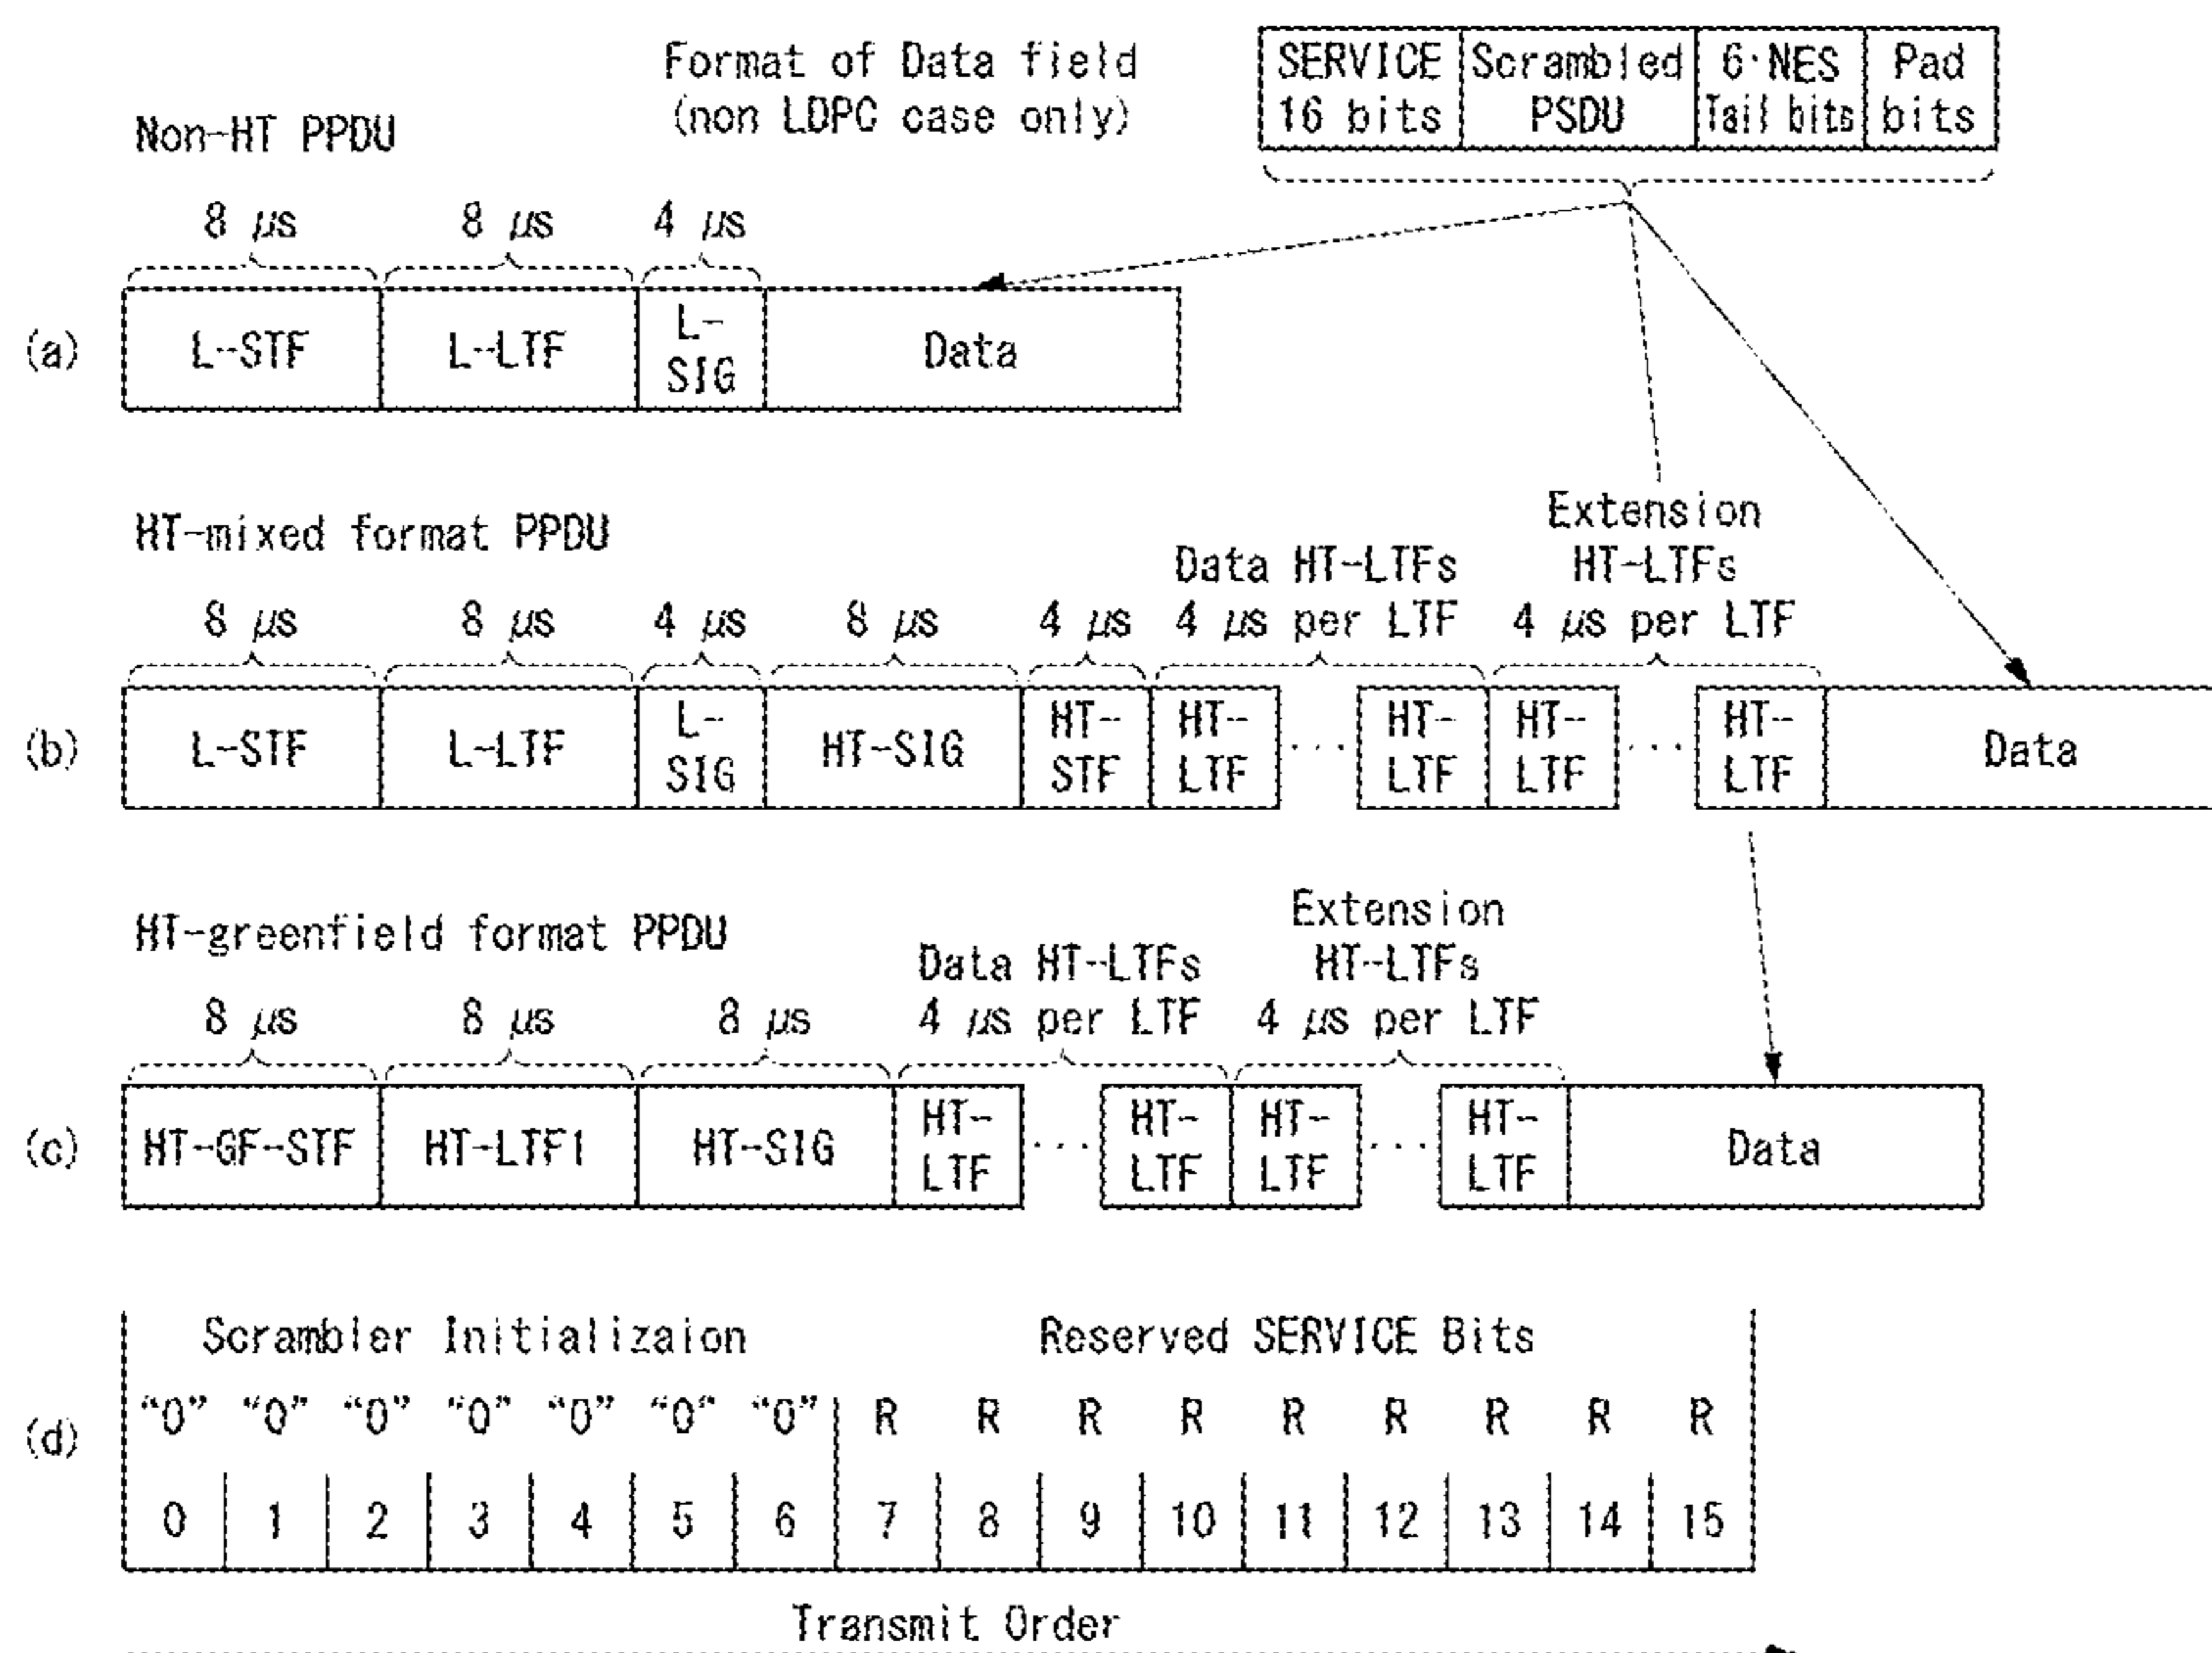 Format of Data field
(non LDPC case only)
SERVICE 16 bits
Scrambled PSDU
6·NES Tail bits
Pad bits
Non-HT PPDU
8 μs 8 μs 4 μs
(a) L-STF L-LTF L-SIG Data
HT-mixed format PPDU
Extension
Data HT-LTFs HT-LTFs
8 μs 8 μs 4 μs 8 μs 4 μs 4 μs per LTF 4 μs per LTF
(b) L-STF L-LTF L-SIG HT-SIG HT-STF HT-LTF ... HT-LTF HT-LTF ... HT-LTF Data
HT-greenfield format PPDU
Extension
Data HT-LTFs HT-LTFs
8 μs 8 μs 8 μs 4 μs per LTF 4 μs per LTF
(c) HT-GF-STF HT-LTF1 HT-SIG HT-LTF ... HT-LTF HT-LTF ... HT-LTF Data
Scrambler Initializaion Reserved SERVICE Bits
(d) “0” “0” “0” “0” “0” “0” “0” R R R R R R R R R
0 1 2 3 4 5 6 7 8 9 10 11 12 13 14 15
Transmit Order